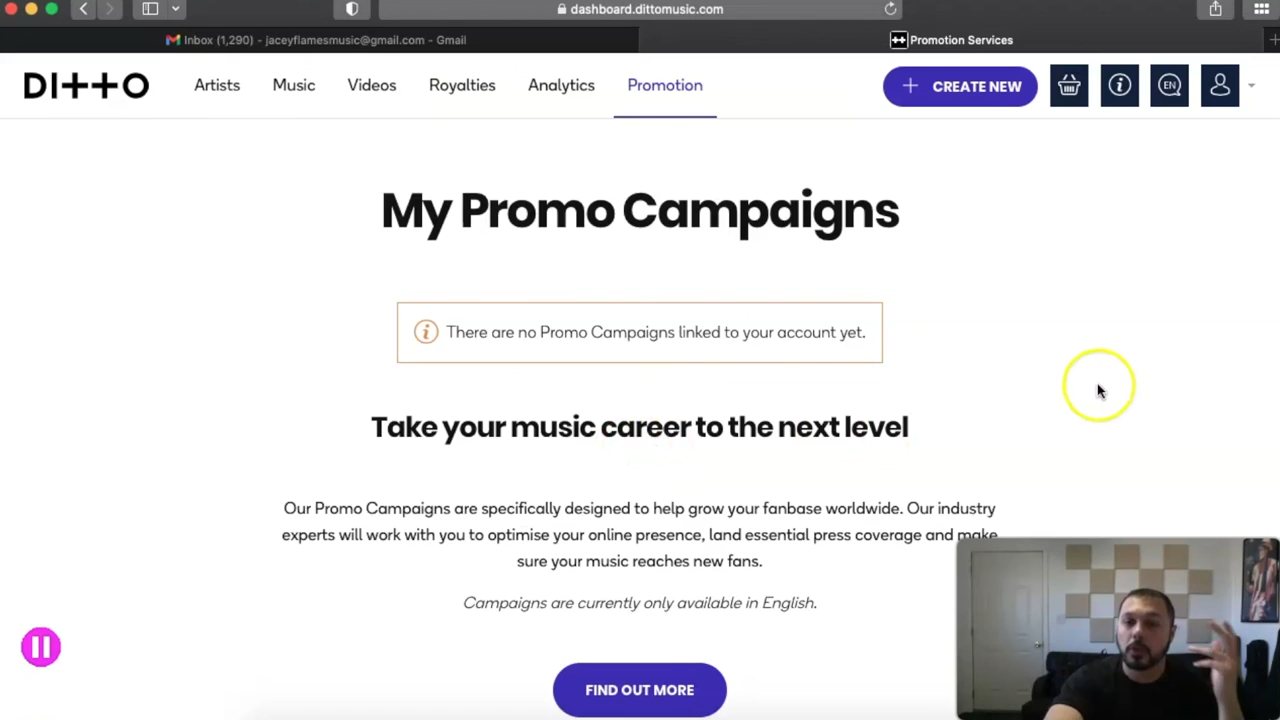 dashboard.dittomusic.com
Inbox (1,290) - jaceyflamesmusic@gmail.com - Gmail
Promotion Services
DITTO
Artists
Music
Videos
Royalties
Analytics
Promotion
+ CREATE NEW
EN
My Promo Campaigns
There are no Promo Campaigns linked to your account yet.
Take your music career to the next level
Our Promo Campaigns are specifically designed to help grow your fanbase worldwide. Our industry
experts will work with you to optimise your online presence, land essential press coverage and make
sure your music reaches new fans.
Campaigns are currently only available in English.
FIND OUT MORE